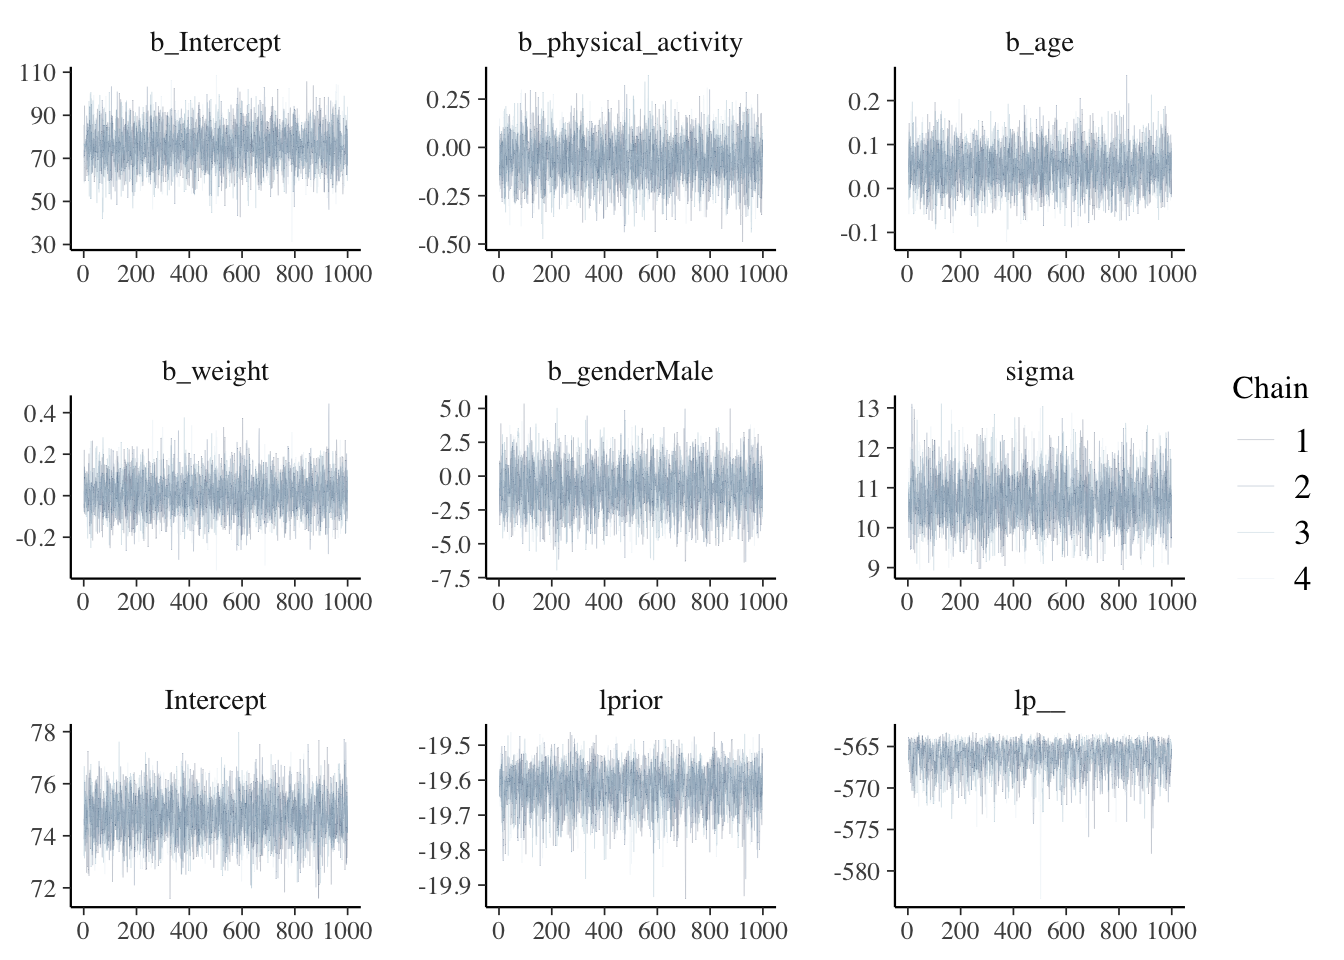 b_Intercept
110
90
70
50
30
0 200 400 600 800 1000
b_physical_activity
0.25
0.00
-0.25
-0.50
0 200 400 600 800 1000
b_age
0.2
0.1
0.0
-0.1
0 200 400 600 800 1000
b_weight
0.4
0.2
0.0
-0.2
0 200 400 600 800 1000
b_genderMale
5.0
2.5
0.0
-2.5
-5.0
-7.5
0 200 400 600 800 1000
sigma
13
12
11
10
9
0 200 400 600 800 1000
Chain
1
2
3
4
Intercept
78
76
74
72
0 200 400 600 800 1000
lprior
-19.5
-19.6
-19.7
-19.8
-19.9
0 200 400 600 800 1000
lp__
-565
-570
-575
-580
0 200 400 600 800 1000